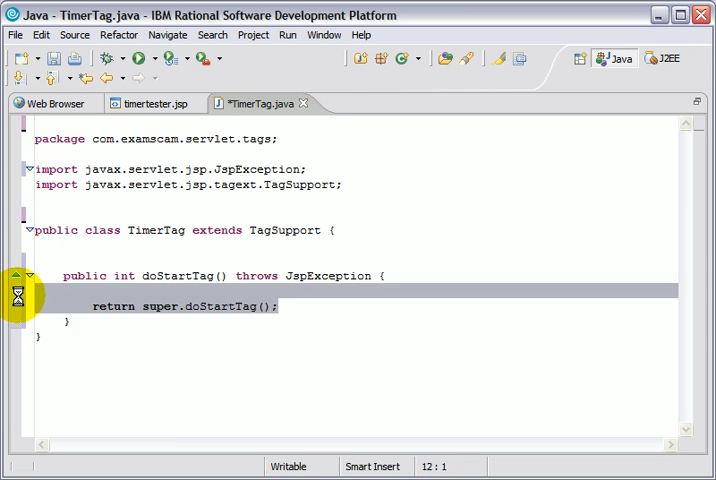 Java - TimerTag.java - IBM Rational Software Development Platform
File Edit Source Refactor Navigate Search Project Run Window Help
Java J2EE
Web Browser timertester.jsp *TimerTag.java
package com.examscam.servlet.tags;
import javax.servlet.jsp.JspException;
import javax.servlet.jsp.tagext.TagSupport;
public class TimerTag extends TagSupport {
public int doStartTag() throws JspException {
return super.doStartTag();
}
}
Writable Smart Insert 12 : 1